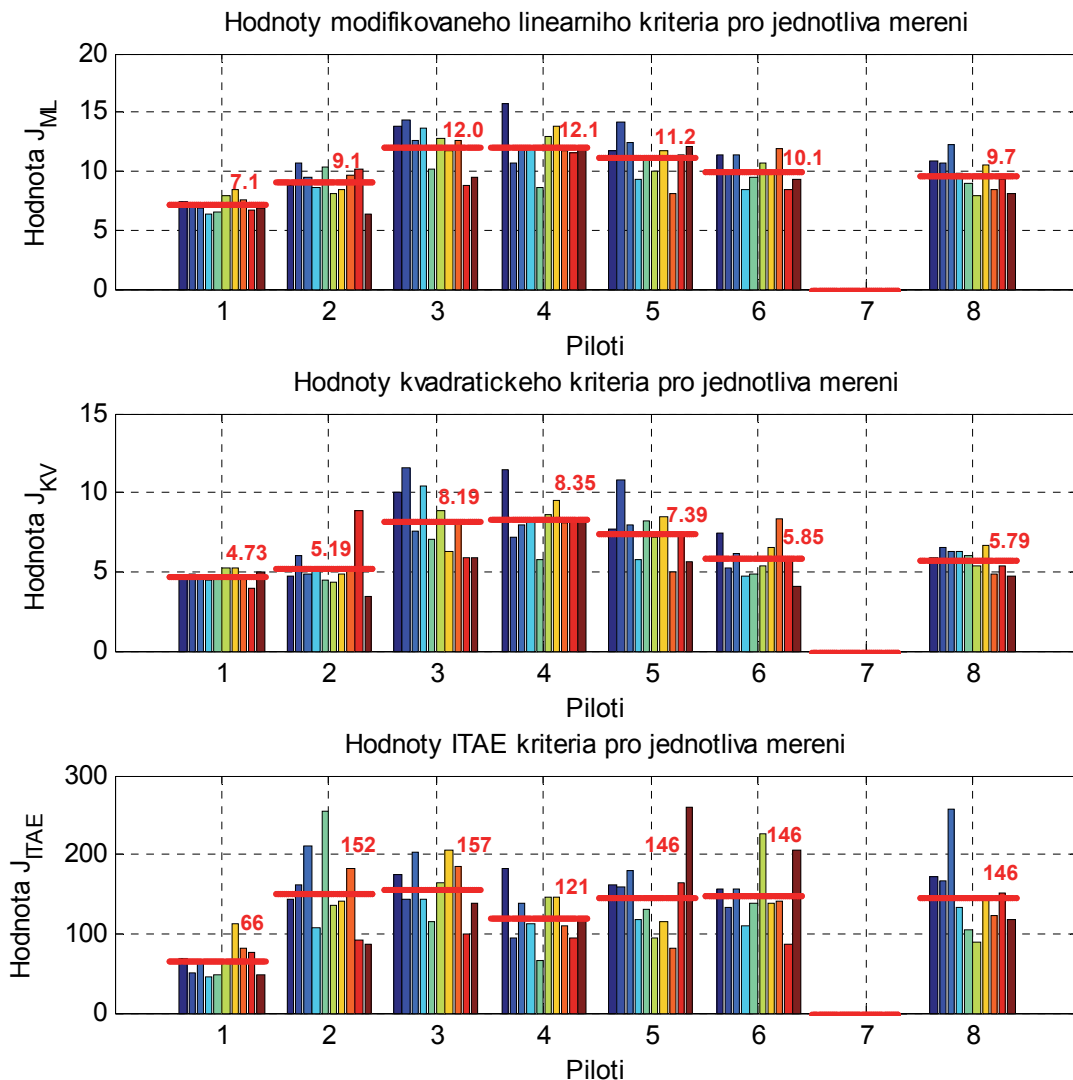 Hodnoty modifikovaneho linearniho kriteria pro jednotliva mereni
Hodnota J_ML
20
15
10
5
0
7.1
9.1
12.0
12.1
11.2
10.1
9.7
1 2 3 4 5 6 7 8
Piloti
Hodnoty kvadratickeho kriteria pro jednotliva mereni
Hodnota J_KV
15
10
5
0
4.73
5.19
8.19
8.35
7.39
5.85
5.79
1 2 3 4 5 6 7 8
Piloti
Hodnoty ITAE kriteria pro jednotliva mereni
Hodnota J_ITAE
300
200
100
0
66
152
157
121
146
146
146
1 2 3 4 5 6 7 8
Piloti